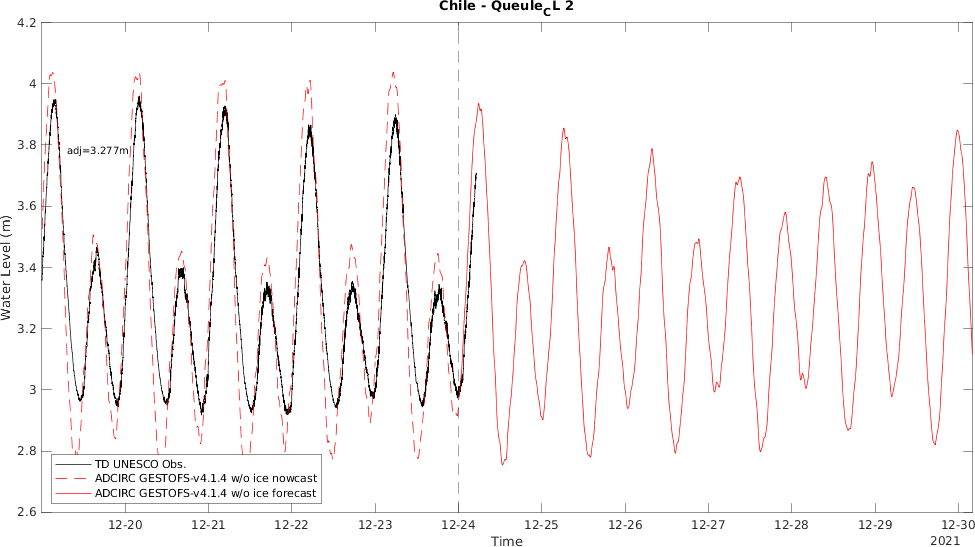 Chile - Queule_CL 2
4.2
4
3.8
3.6
3.4
3.2
3
2.8
2.6
Water Level (m)
adj=3.277m
TD UNESCO Obs.
ADCIRC GESTOFS-v4.1.4 w/o ice nowcast
ADCIRC GESTOFS-v4.1.4 w/o ice forecast
12-20 12-21 12-22 12-23 12-24 12-25 12-26 12-27 12-28 12-29 12-30
Time
2021